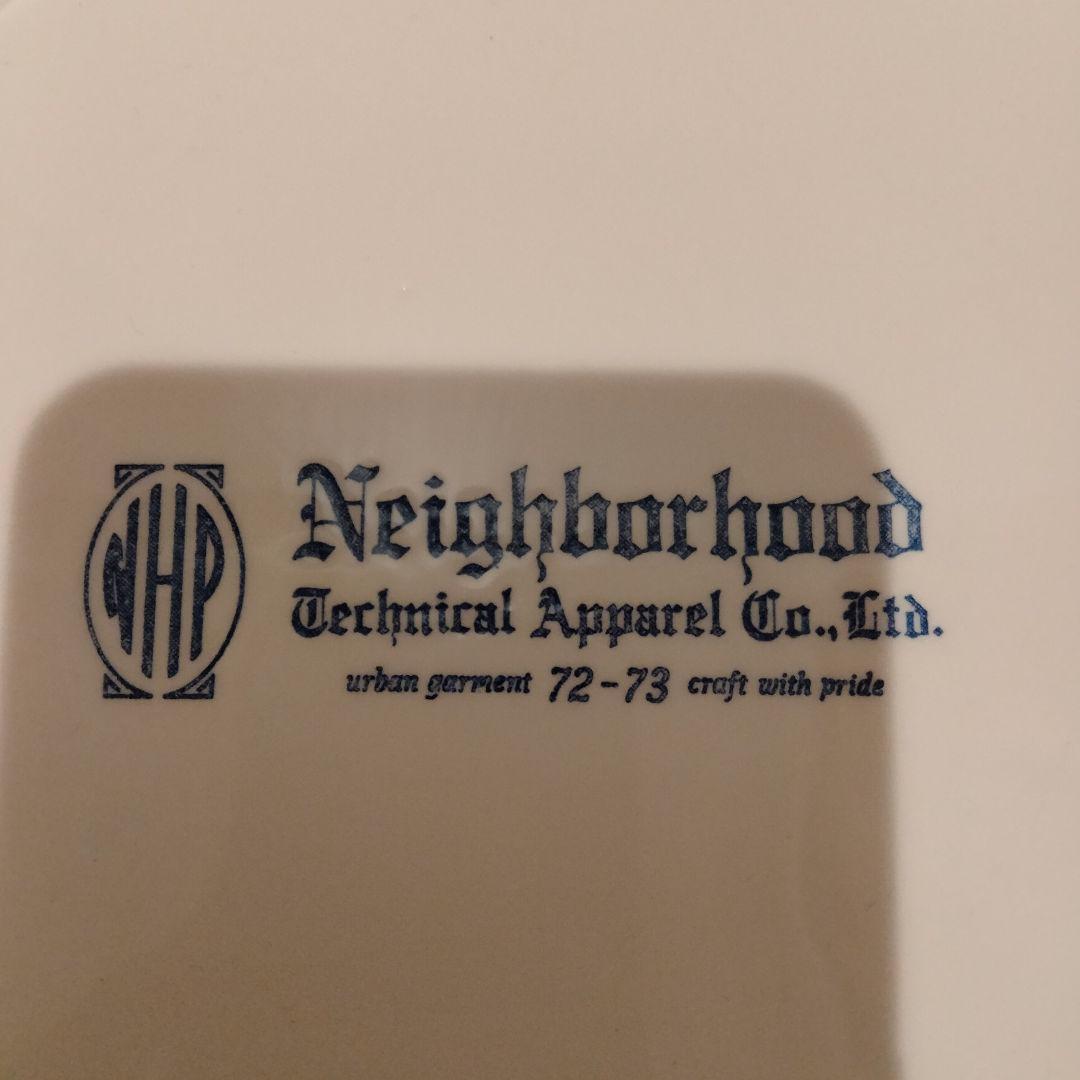 NHP
Neighborhood
Technical Apparel Co., Ltd.
urban garment 72-73 craft with pride